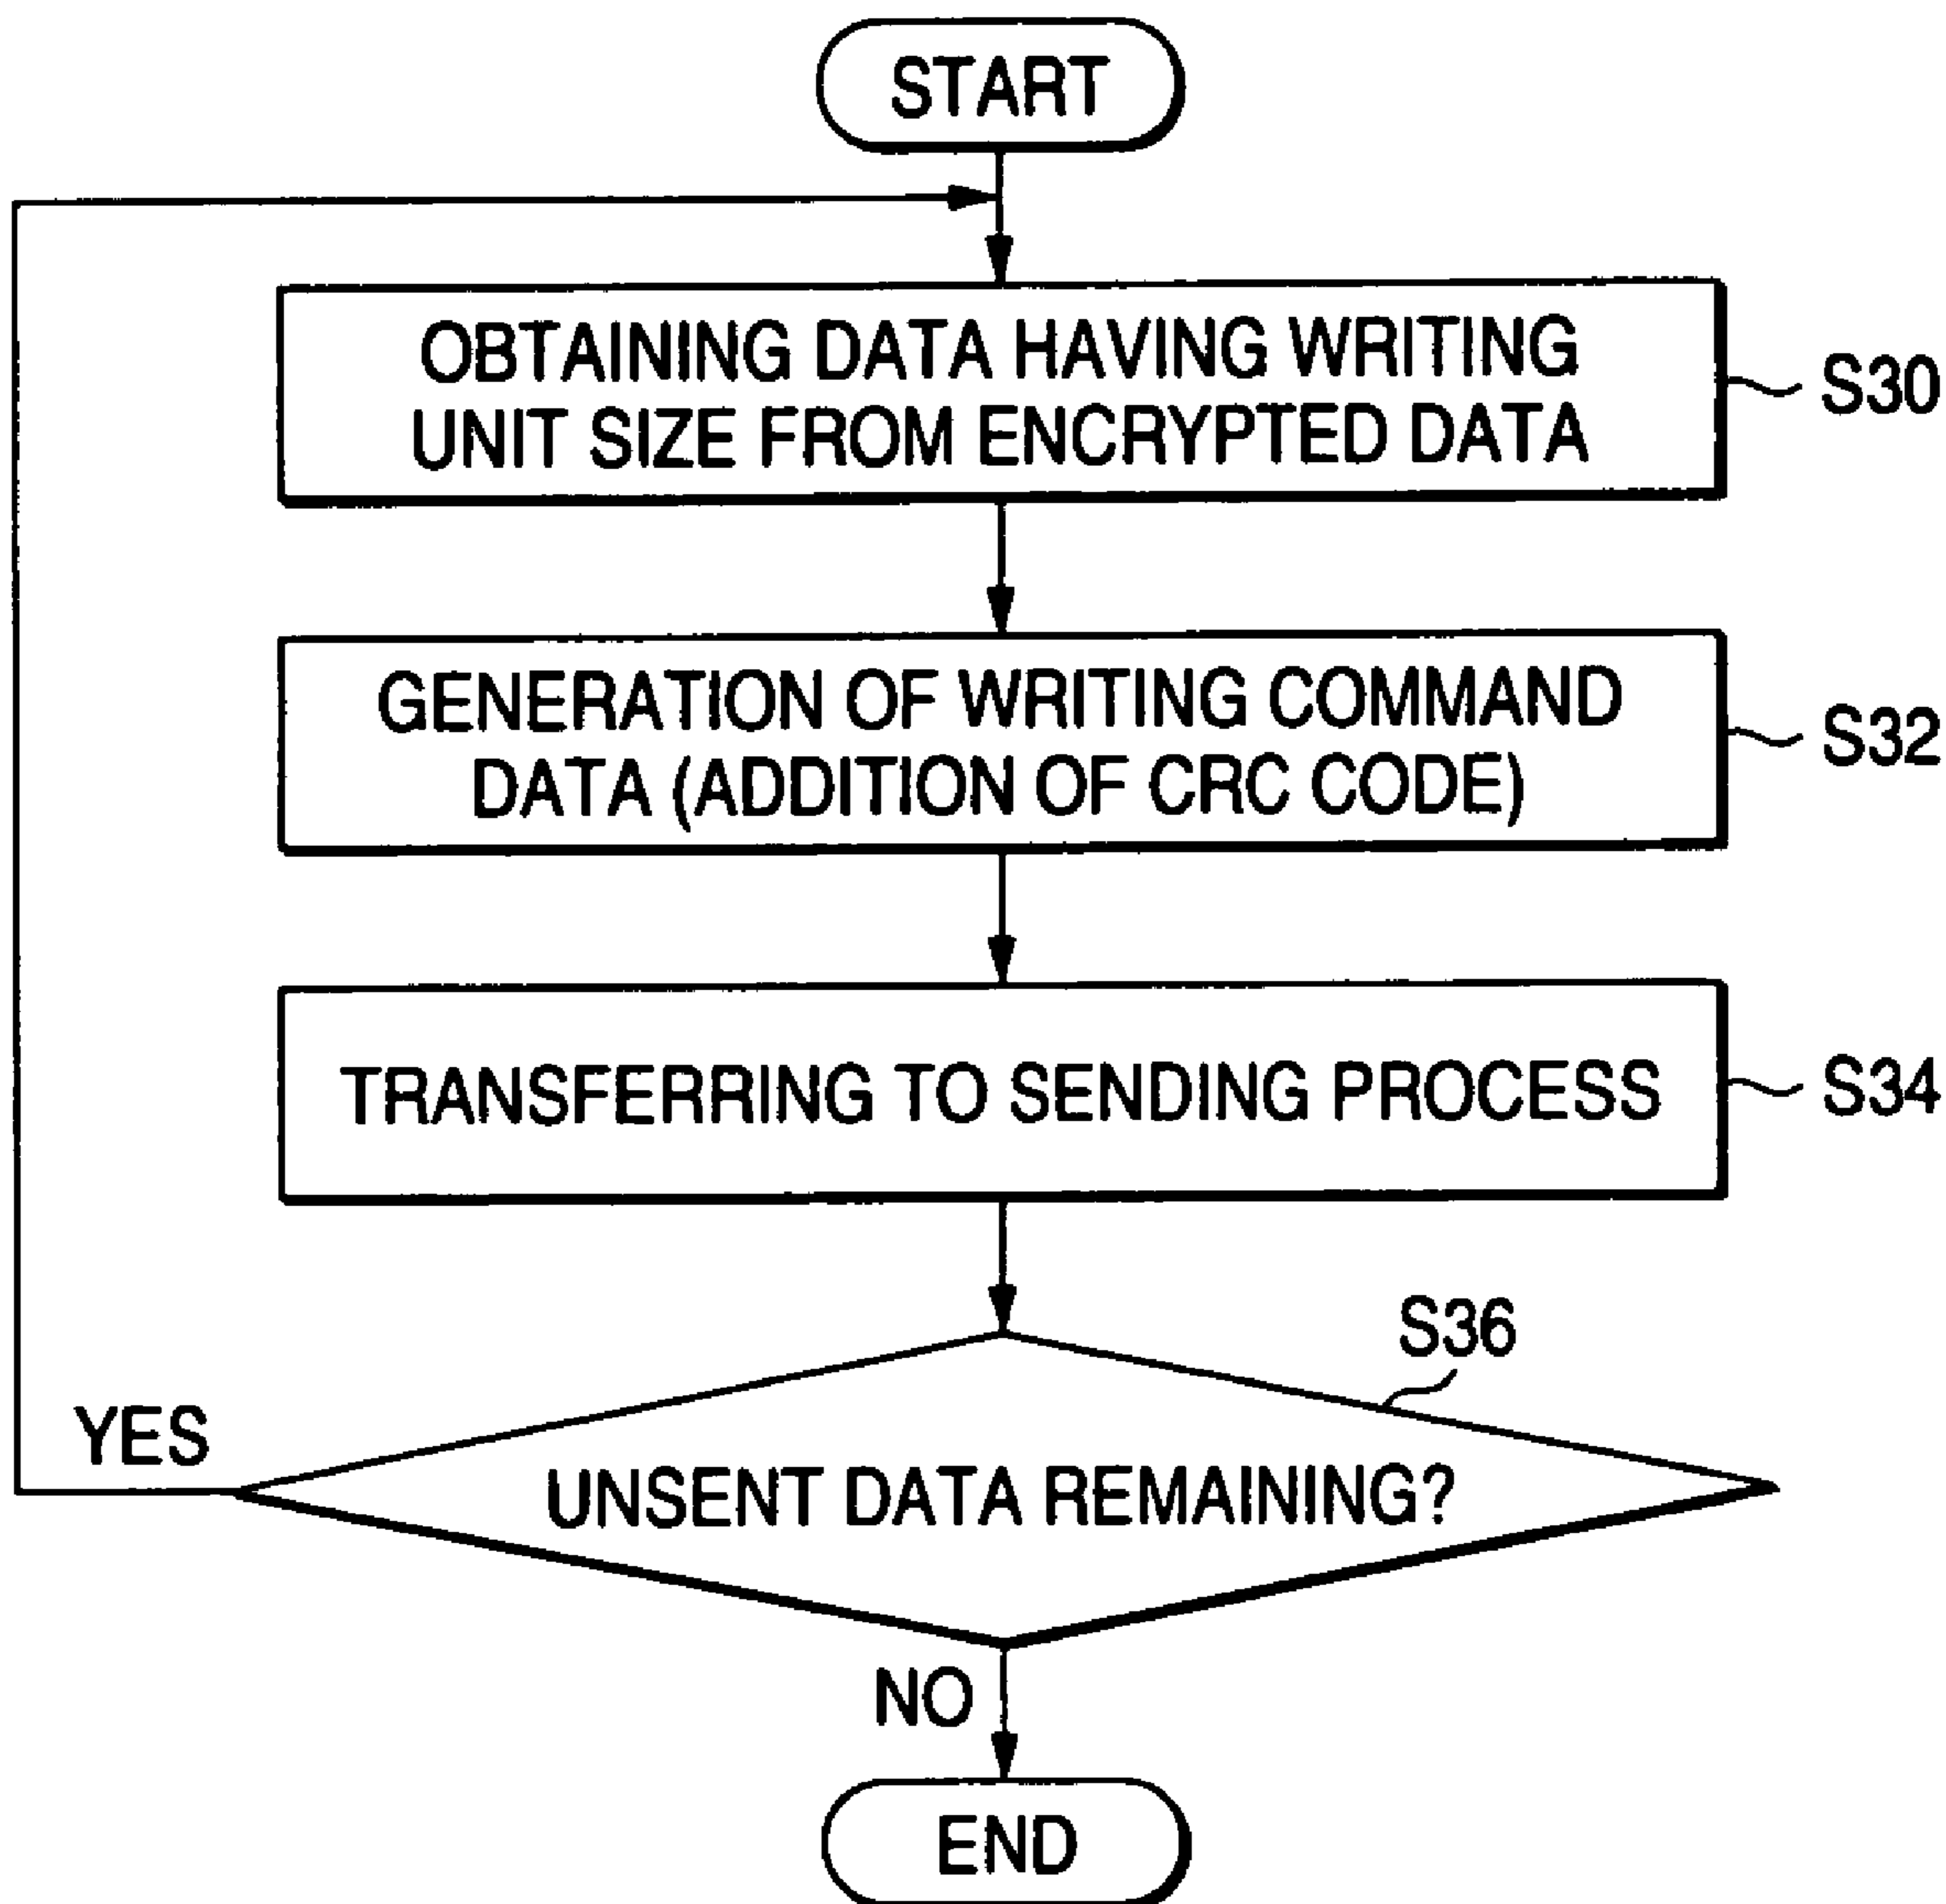 START
OBTAINING DATA HAVING WRITING
UNIT SIZE FROM ENCRYPTED DATA
S30
GENERATION OF WRITING COMMAND
DATA (ADDITION OF CRC CODE)
S32
TRANSFERRING TO SENDING PROCESS
S34
S36
YES
UNSENT DATA REMAINING?
NO
END